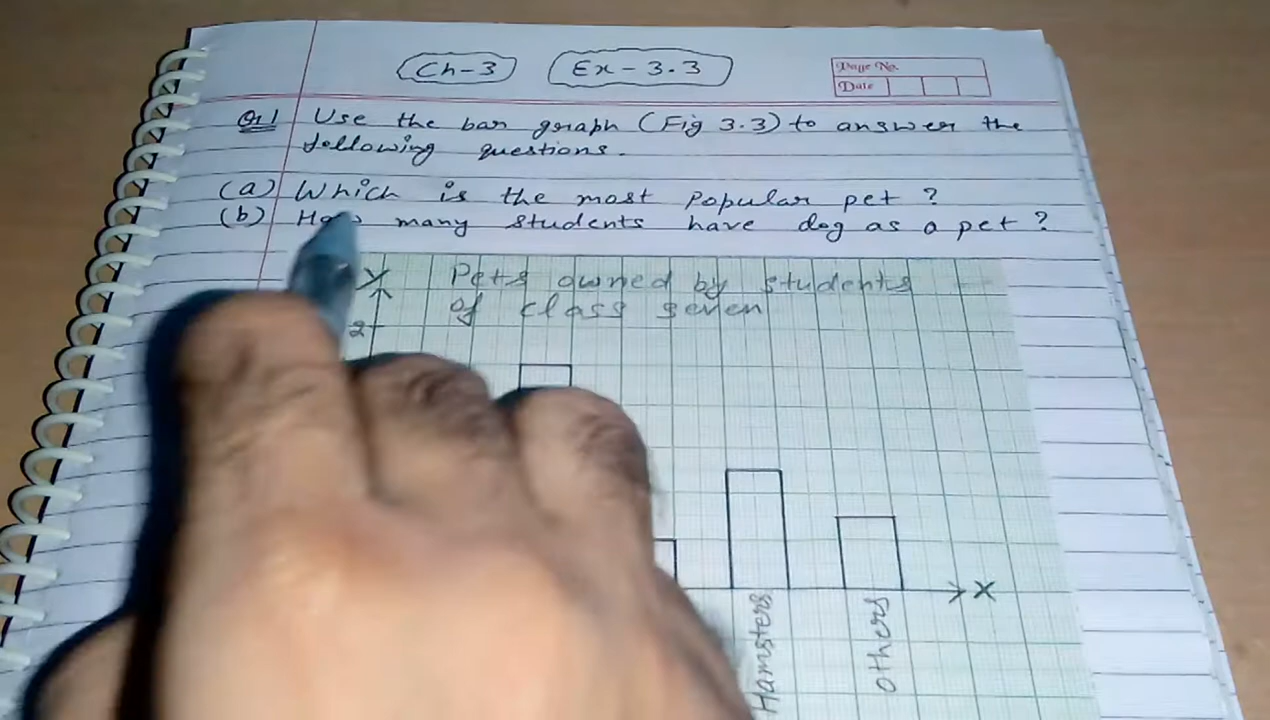 Ch-3 Ex-3.3
Page No.
Date
Q1 Use the bar graph (Fig 3.3) to answer the
following questions.
(a) Which is the most Popular pet ?
(b) many students have dog as a pet ?
Y Pets owned by students
of class seven
2
X
Hamsters
others